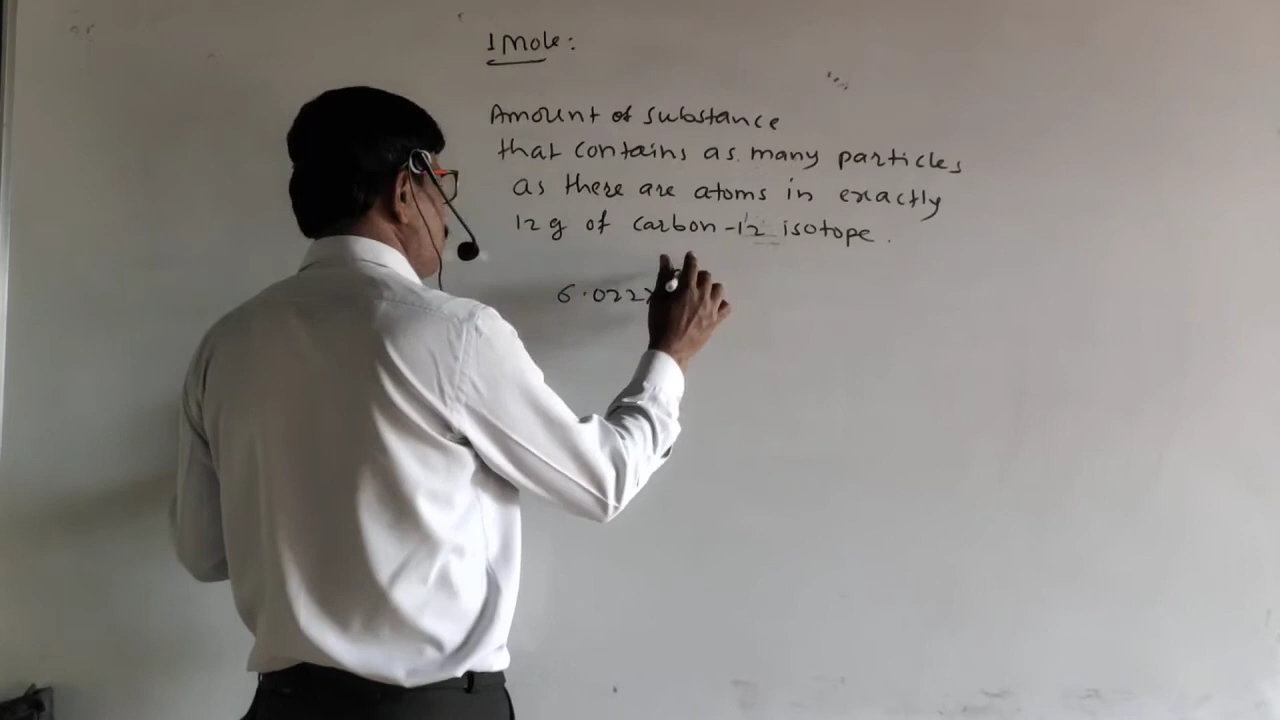 1 Mole:
Amount of substance
that contains as many particles
as there are atoms in exactly
12 g of carbon-12 isotope.
6.022×